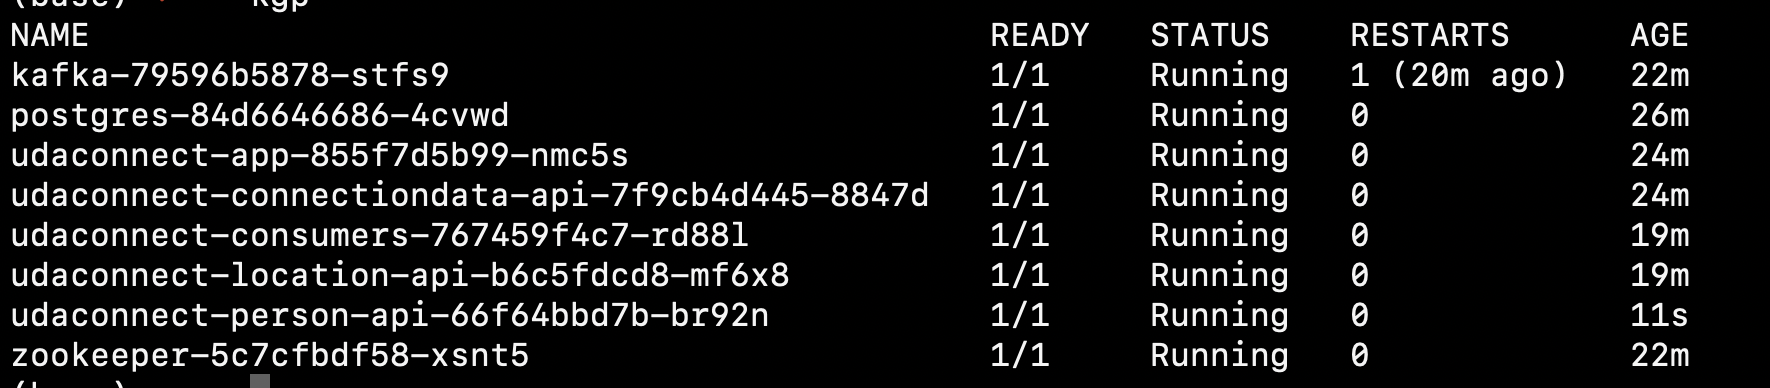 (base) kgp
NAME READY STATUS RESTARTS AGE
kafka-79596b5878-stfs9 1/1 Running 1 (20m ago) 22m
postgres-84d6646686-4cvwd 1/1 Running 0 26m
udaconnect-app-855f7d5b99-nmc5s 1/1 Running 0 24m
udaconnect-connectiondata-api-7f9cb4d445-8847d 1/1 Running 0 24m
udaconnect-consumers-767459f4c7-rd88l 1/1 Running 0 19m
udaconnect-location-api-b6c5fdcd8-mf6x8 1/1 Running 0 19m
udaconnect-person-api-66f64bbd7b-br92n 1/1 Running 0 11s
zookeeper-5c7cfbdf58-xsnt5 1/1 Running 0 22m